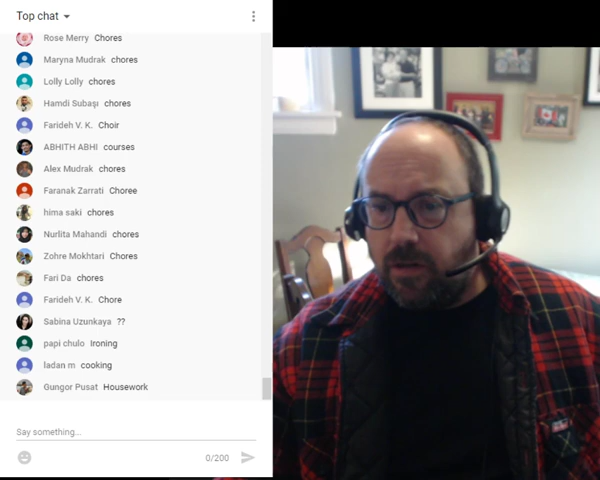 Top chat
Rose Merry Chores
Maryna Mudrak chores
Lolly Lolly chores
Hamdi Subaşı chores
Farideh V. K. Choir
ABHITH ABHI courses
Alex Mudrak chores
Faranak Zarrati Choree
hima saki chores
Nurlita Mahandi chores
Zohre Mokhtari Chores
Fari Da chores
Farideh V. K. Chore
Sabina Uzunkaya ??
papi chulo Ironing
ladan m cooking
Gungor Pusat Housework
Say something...
0/200